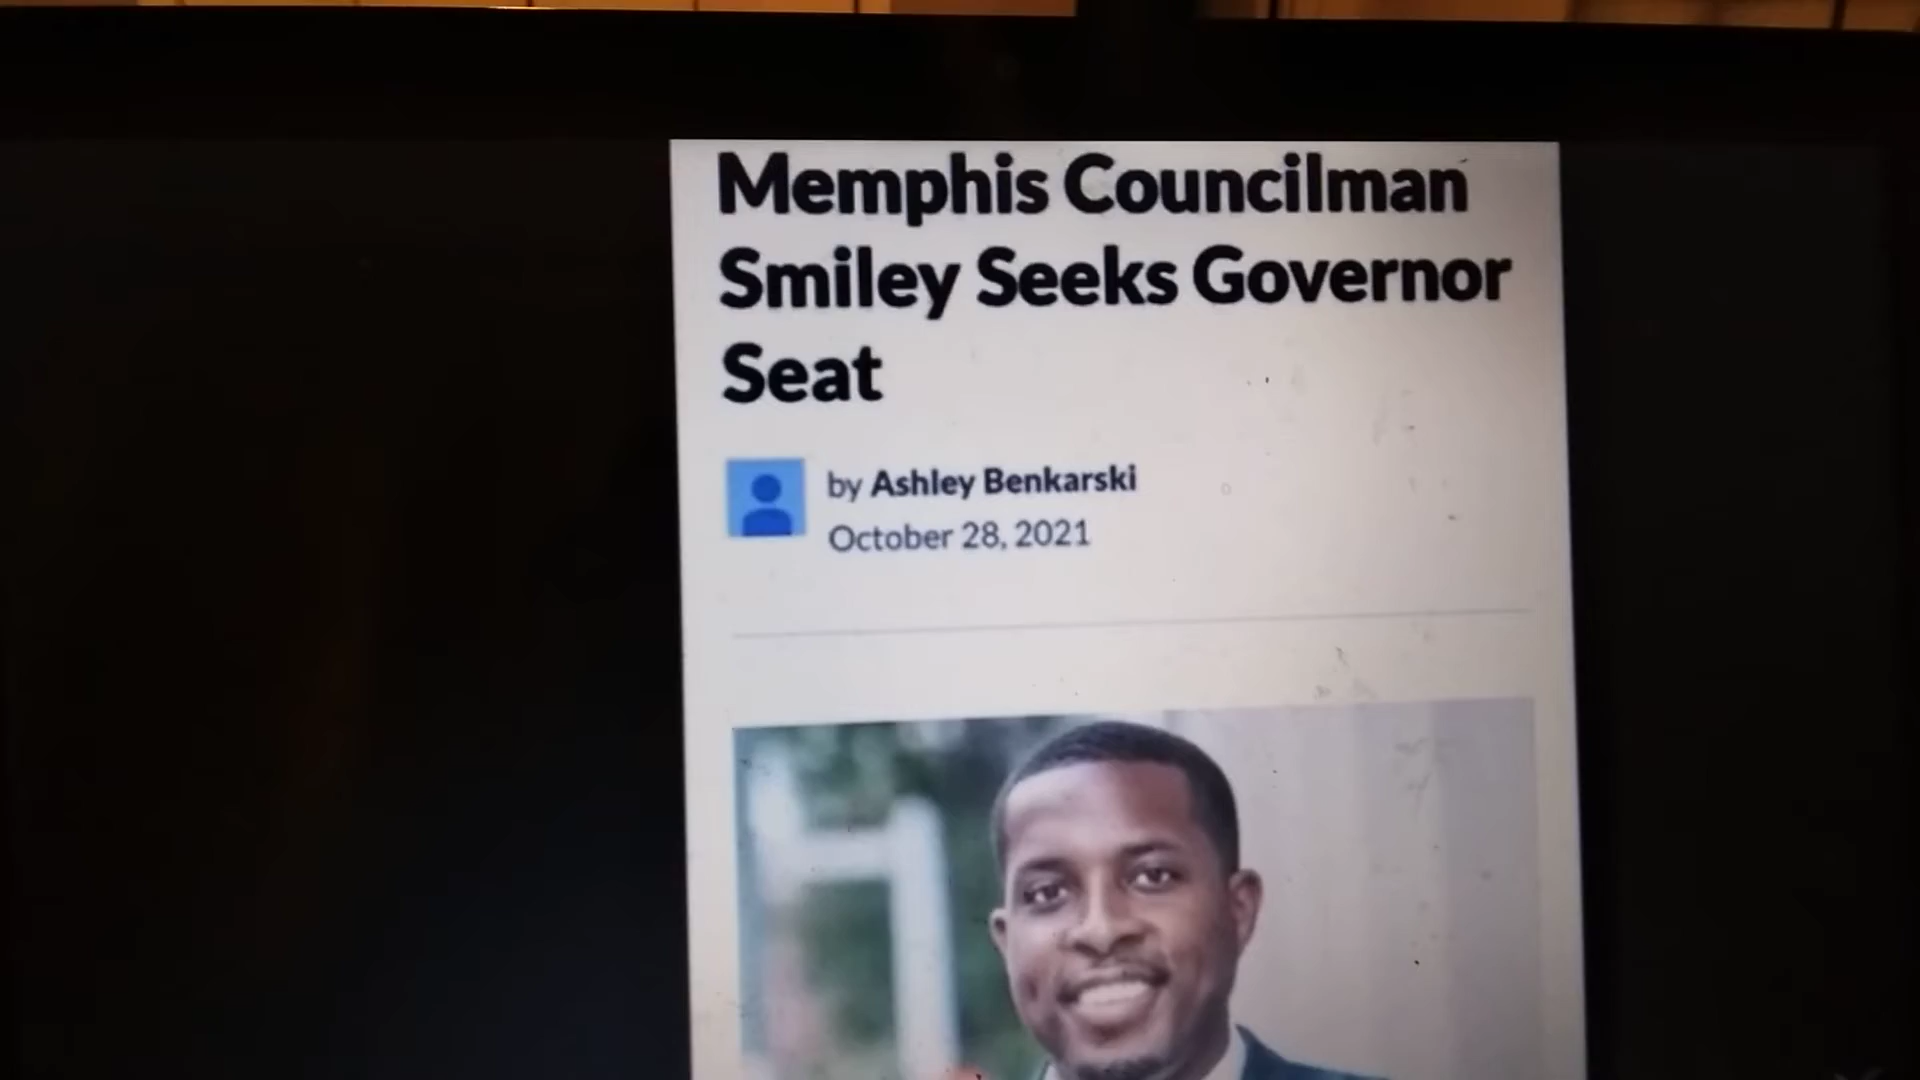 Memphis Councilman
Smiley Seeks Governor
Seat
by Ashley Benkarski
October 28, 2021